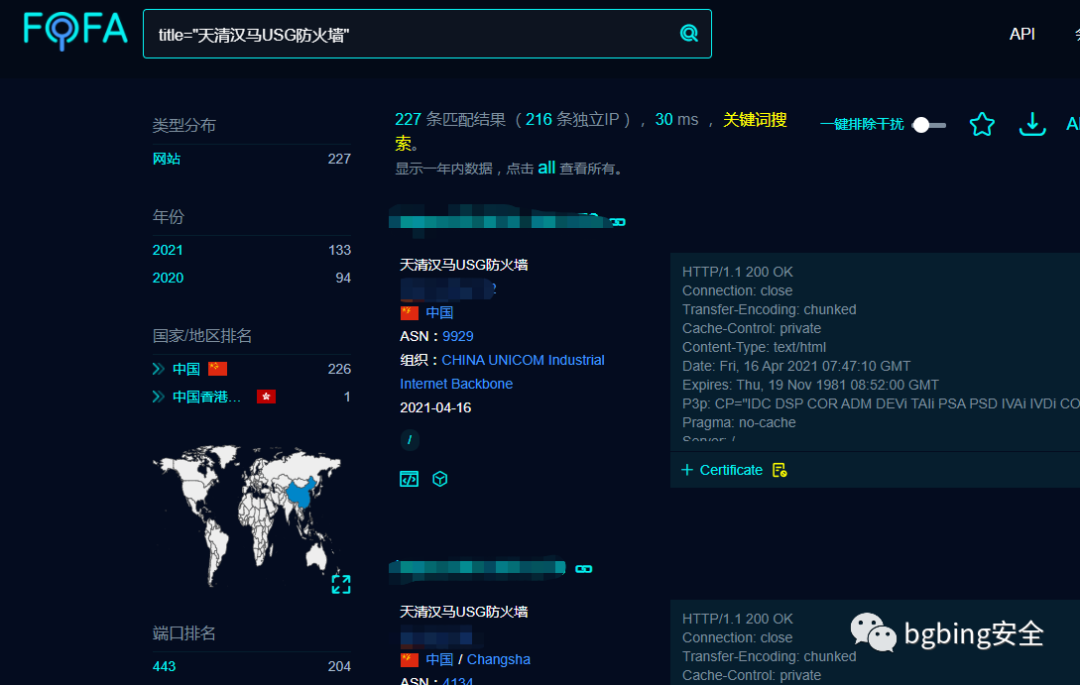 FOFA
title="天清汉马USG防火墙"
API
类型分布
网站 227
年份
2021 133
2020 94
国家/地区排名
中国 226
中国香港... 1
端口排名
443 204
227 条匹配结果 ( 216 条独立IP ) ， 30 ms ， 关键词搜
索。
显示一年内数据，点击 all 查看所有。
一键排除干扰
天清汉马USG防火墙
中国
ASN：9929
组织：CHINA UNICOM Industrial
Internet Backbone
2021-04-16
/
HTTP/1.1 200 OK
Connection: close
Transfer-Encoding: chunked
Cache-Control: private
Content-Type: text/html
Date: Fri, 16 Apr 2021 07:47:10 GMT
Expires: Thu, 19 Nov 1981 08:52:00 GMT
P3p: CP="IDC DSP COR ADM DEVi TAIi PSA PSD IVAi IVDi CO
Pragma: no-cache
Server: /
+ Certificate
天清汉马USG防火墙
中国 / Changsha
ASN：4134
HTTP/1.1 200 OK
Connection: close
Transfer-Encoding: chunked
Cache-Control: private
bgbing安全